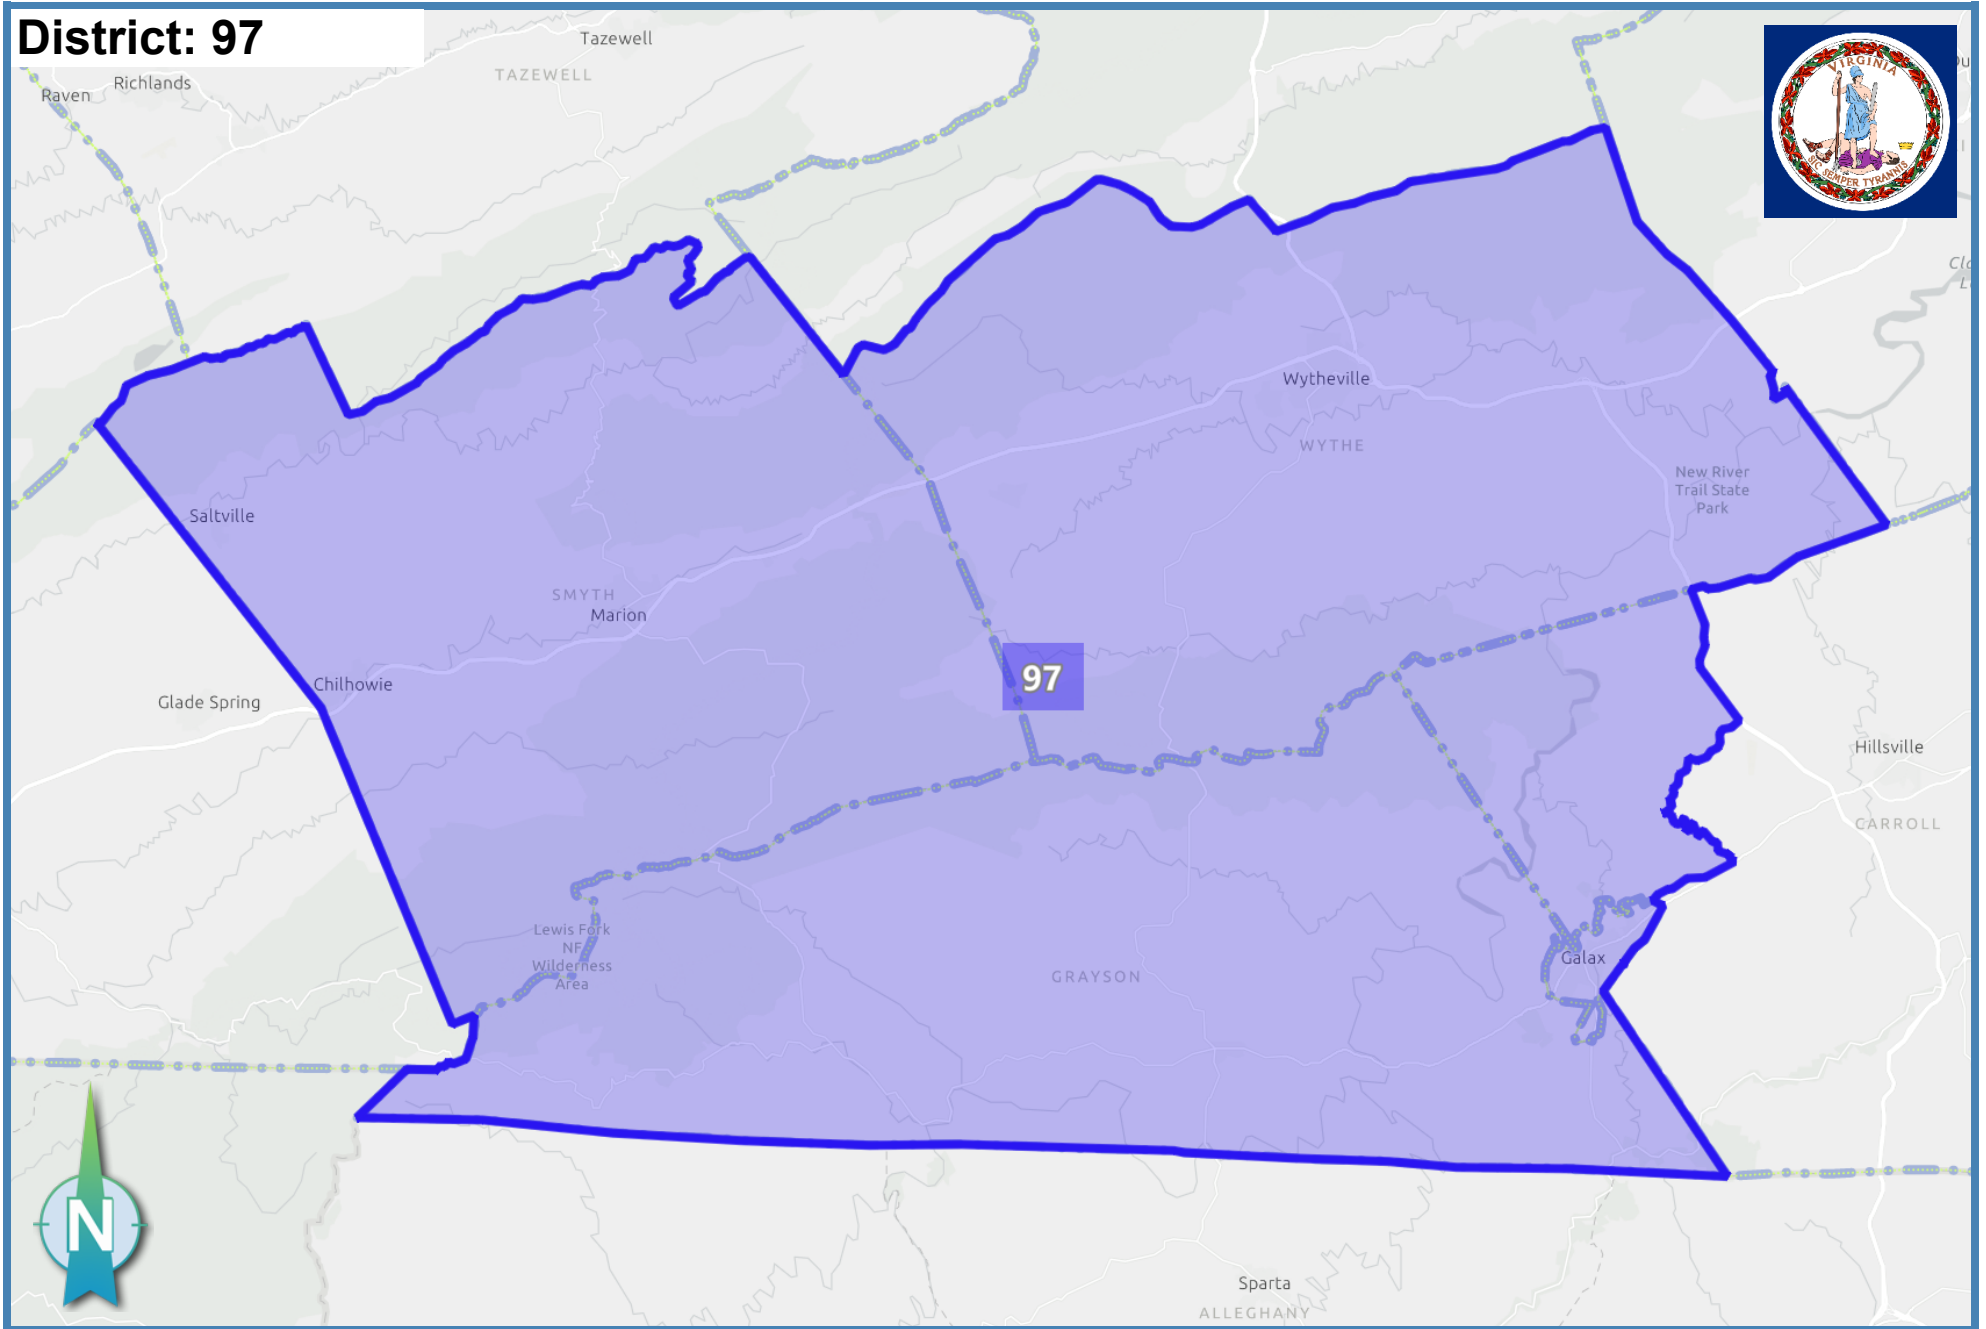 District: 97
Tazewell
TAZEWELL
Richlands
Raven
VIRGINIA
SIC SEMPER TYRANNIS
Wytheville
WYTHE
New River
Trail State
Park
Saltville
SMYTH
Marion
97
Chilhowie
Glade Spring
Hillsville
CARROLL
Lewis Fork
NF
Wilderness
Area
GRAYSON
Galax
N
Sparta
ALLEGHANY